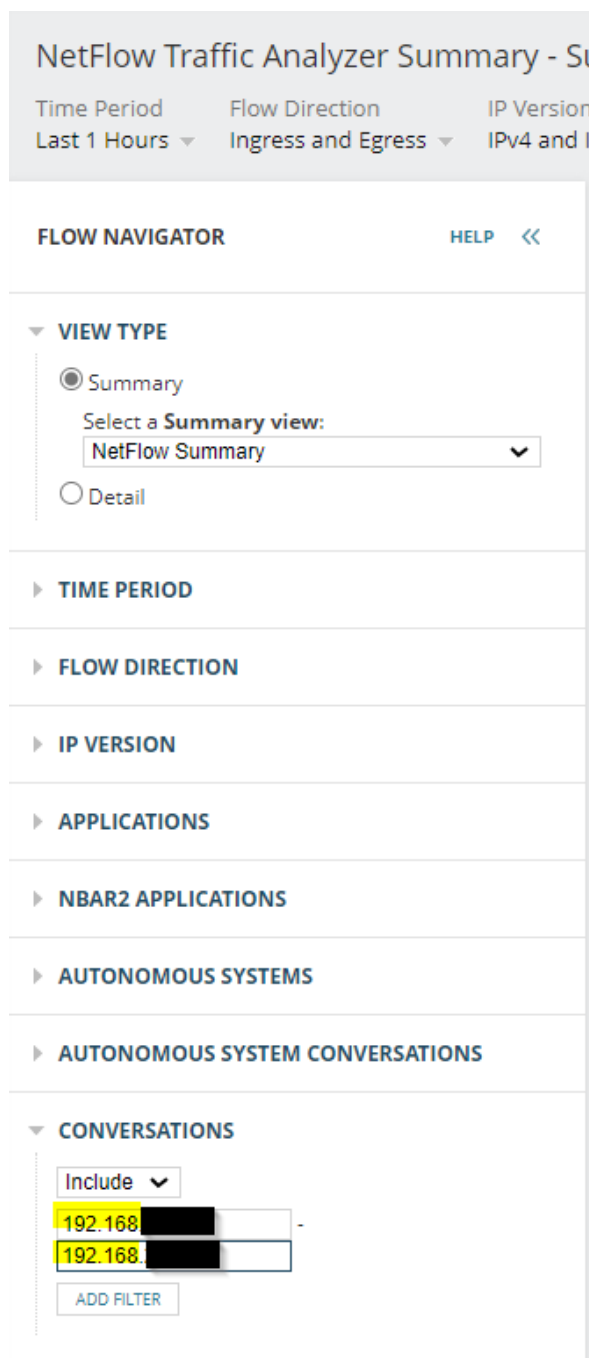 NetFlow Traffic Analyzer Summary - Su
Time Period Flow Direction IP Version
Last 1 Hours Ingress and Egress IPv4 and I
FLOW NAVIGATOR HELP
VIEW TYPE
Summary
Select a Summary view:
NetFlow Summary
Detail
TIME PERIOD
FLOW DIRECTION
IP VERSION
APPLICATIONS
NBAR2 APPLICATIONS
AUTONOMOUS SYSTEMS
AUTONOMOUS SYSTEM CONVERSATIONS
CONVERSATIONS
Include
192.168 -
192.168.
ADD FILTER